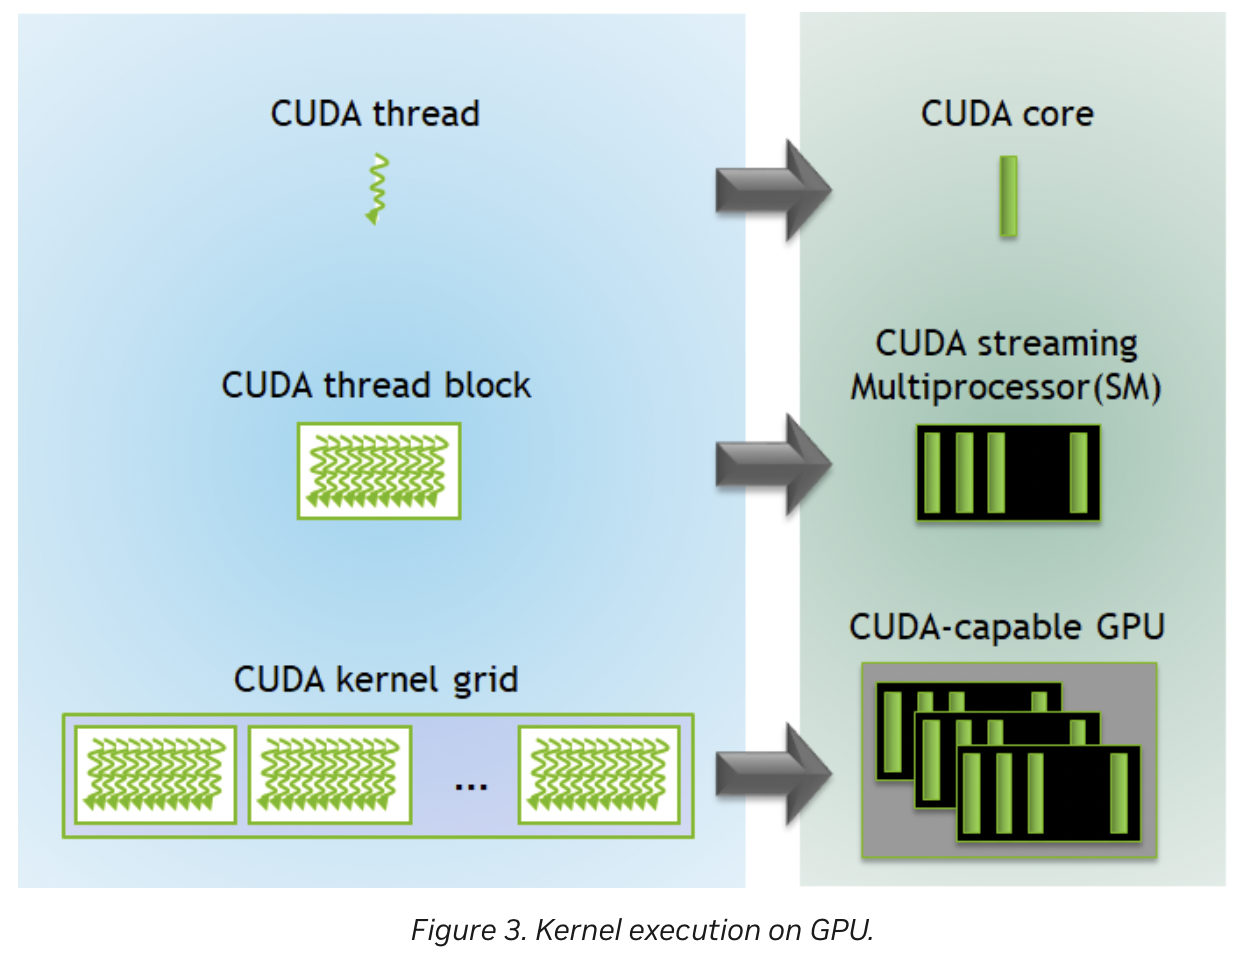 CUDA thread
CUDA core
CUDA thread block
CUDA streaming
Multiprocessor(SM)
CUDA kernel grid
...
CUDA-capable GPU
Figure 3. Kernel execution on GPU.